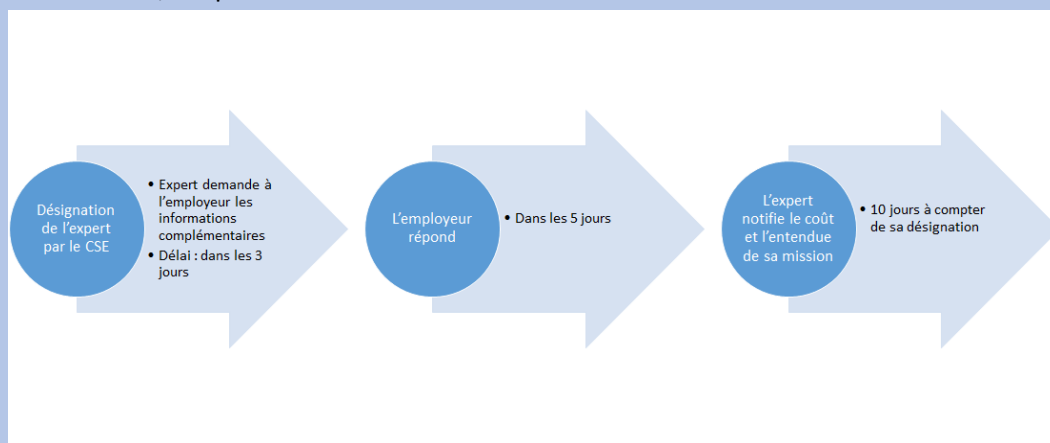 Désignation
de l'expert
par le CSE
• Expert demande à
l'employeur les
informations
complémentaires
• Délai : dans les 3
jours
L'employeur
répond
• Dans les 5 jours
L'expert
notifie le coût
et l'entendue
de sa mission
• 10 jours à compter
de sa désignation